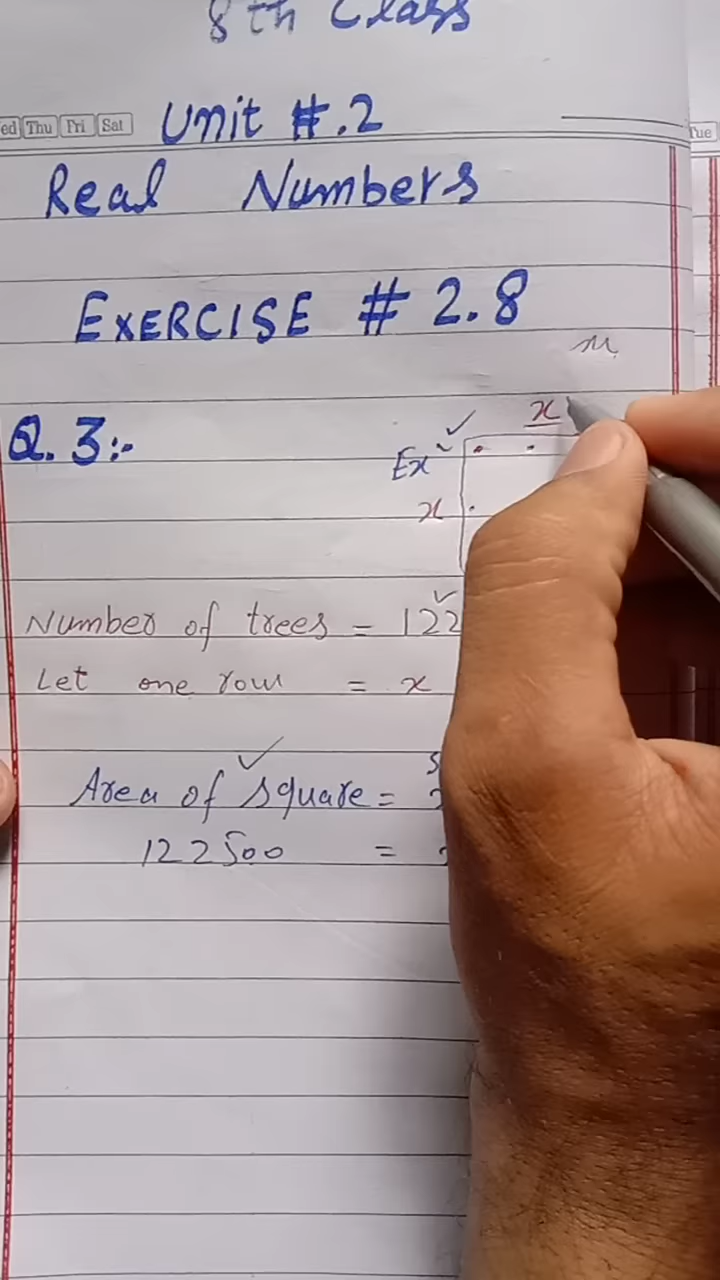 8th Class
ed Thu Fri Sat
Unit #.2
Tue
Real Numbers
EXERCISE # 2.8
Q.3:-
x
Ex
x
Number of trees = 122
Let one row = x
Area of square =
122500 =